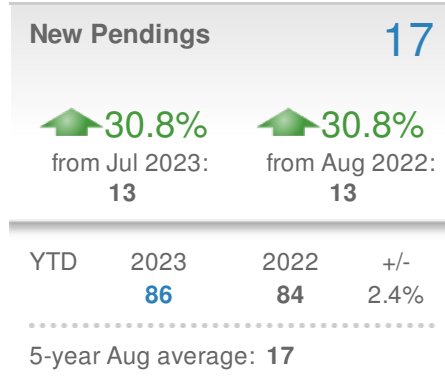 New Pendings 17
30.8% 30.8%
from Jul 2023: from Aug 2022:
13 13
YTD 2023 2022 +/-
86 84 2.4%
5-year Aug average: 17